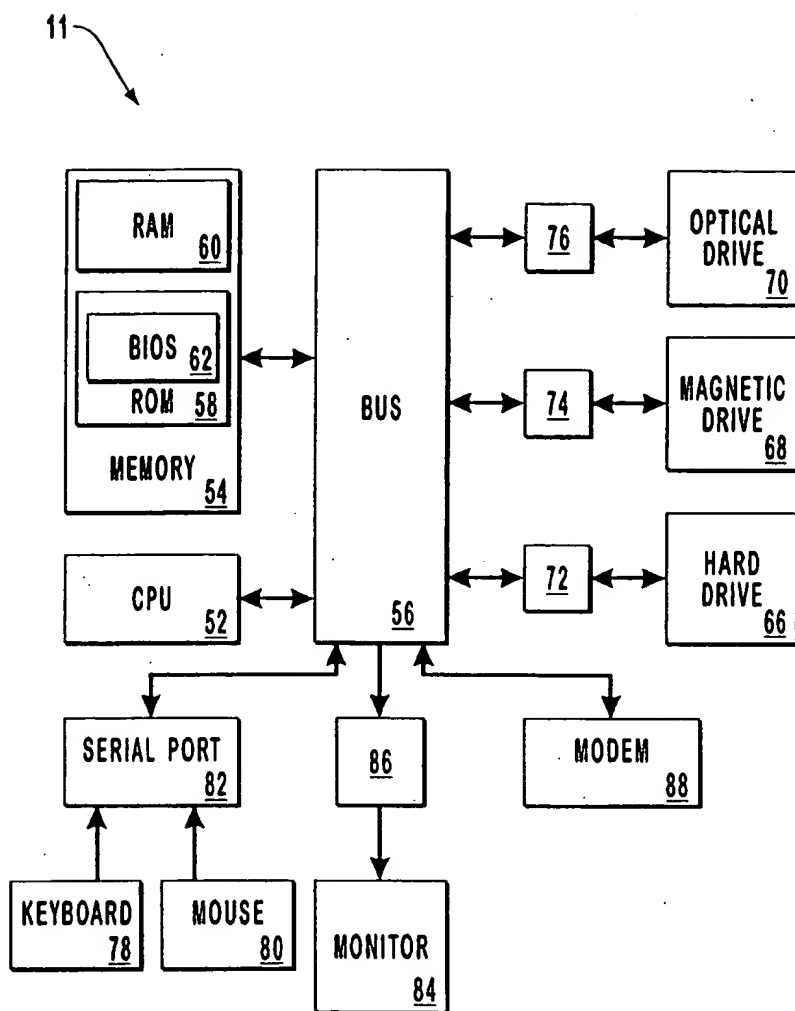 11
RAM
60
BIOS
62
ROM 58
MEMORY
54
CPU
52
BUS
56
76
OPTICAL
DRIVE
70
74
MAGNETIC
DRIVE
68
72
HARD
DRIVE
66
SERIAL PORT
82
86
MODEM
88
KEYBOARD
78
MOUSE
80
MONITOR
84